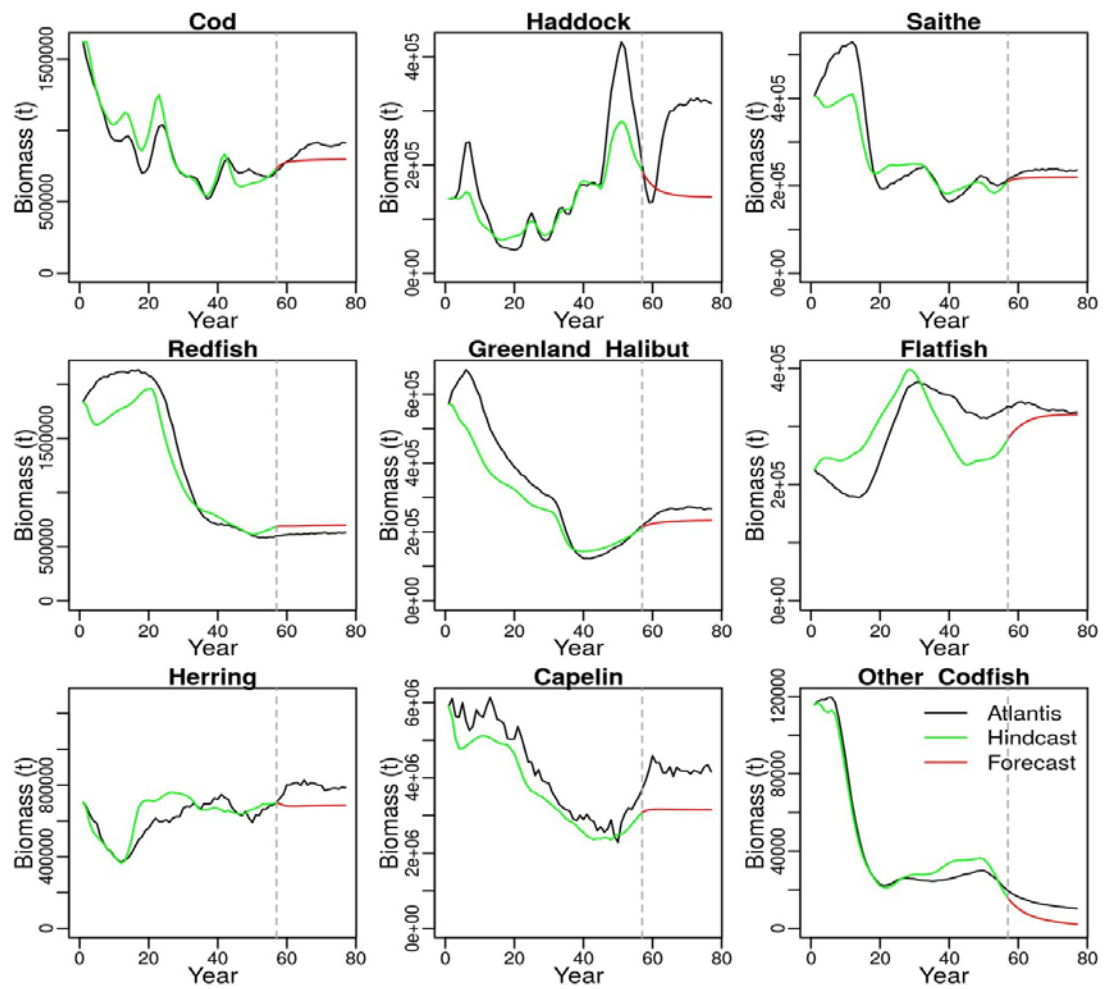 Cod
Biomass (t)
0 500000 1500000
0 20 40 60 80
Year
Haddock
Biomass (t)
0e+00 2e+05 4e+05
0 20 40 60 80
Year
Saithe
Biomass (t)
0e+00 2e+05 4e+05
0 20 40 60 80
Year
Redfish
Biomass (t)
0 500000 1500000
0 20 40 60 80
Year
Greenland Halibut
Biomass (t)
0e+00 2e+05 4e+05 6e+05
0 20 40 60 80
Year
Flatfish
Biomass (t)
0e+00 2e+05 4e+05
0 20 40 60 80
Year
Herring
Biomass (t)
0 400000 800000
0 20 40 60 80
Year
Capelin
Biomass (t)
0e+00 2e+06 4e+06 6e+06
0 20 40 60 80
Year
Other Codfish
Biomass (t)
0 40000 80000 120000
Atlantis
Hindcast
Forecast
0 20 40 60 80
Year